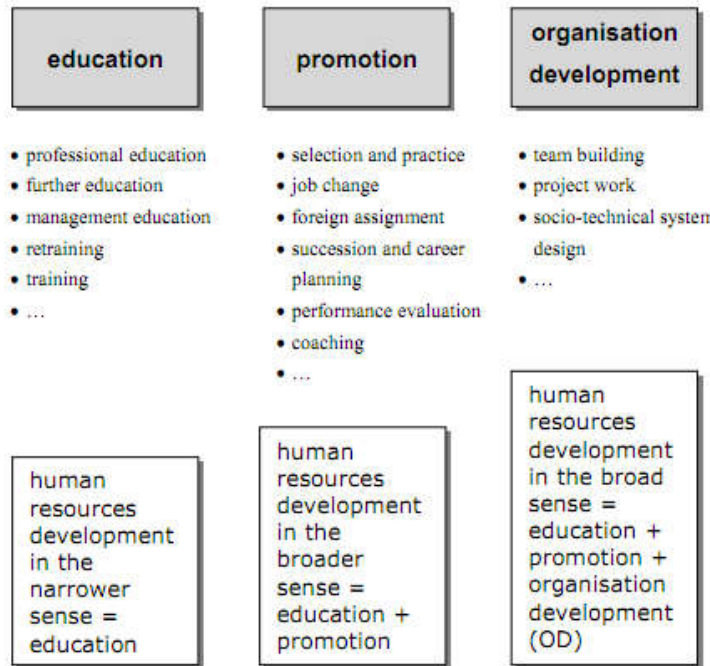 education
• professional education
• further education
• management education
• retraining
• training
• ...
human
resources
development
in the
narrower
sense =
education
promotion
• selection and practice
• job change
• foreign assignment
• succession and career
planning
• performance evaluation
• coaching
• ...
human
resources
development
in the
broader
sense =
education +
promotion
organisation
development
• team building
• project work
• socio-technical system
design
• ...
human
resources
development
in the broad
sense =
education +
promotion +
organisation
development
(OD)